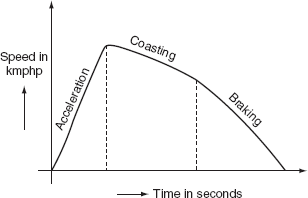 Speed in
kmphp
Acceleration
Coasting
Braking
Time in seconds